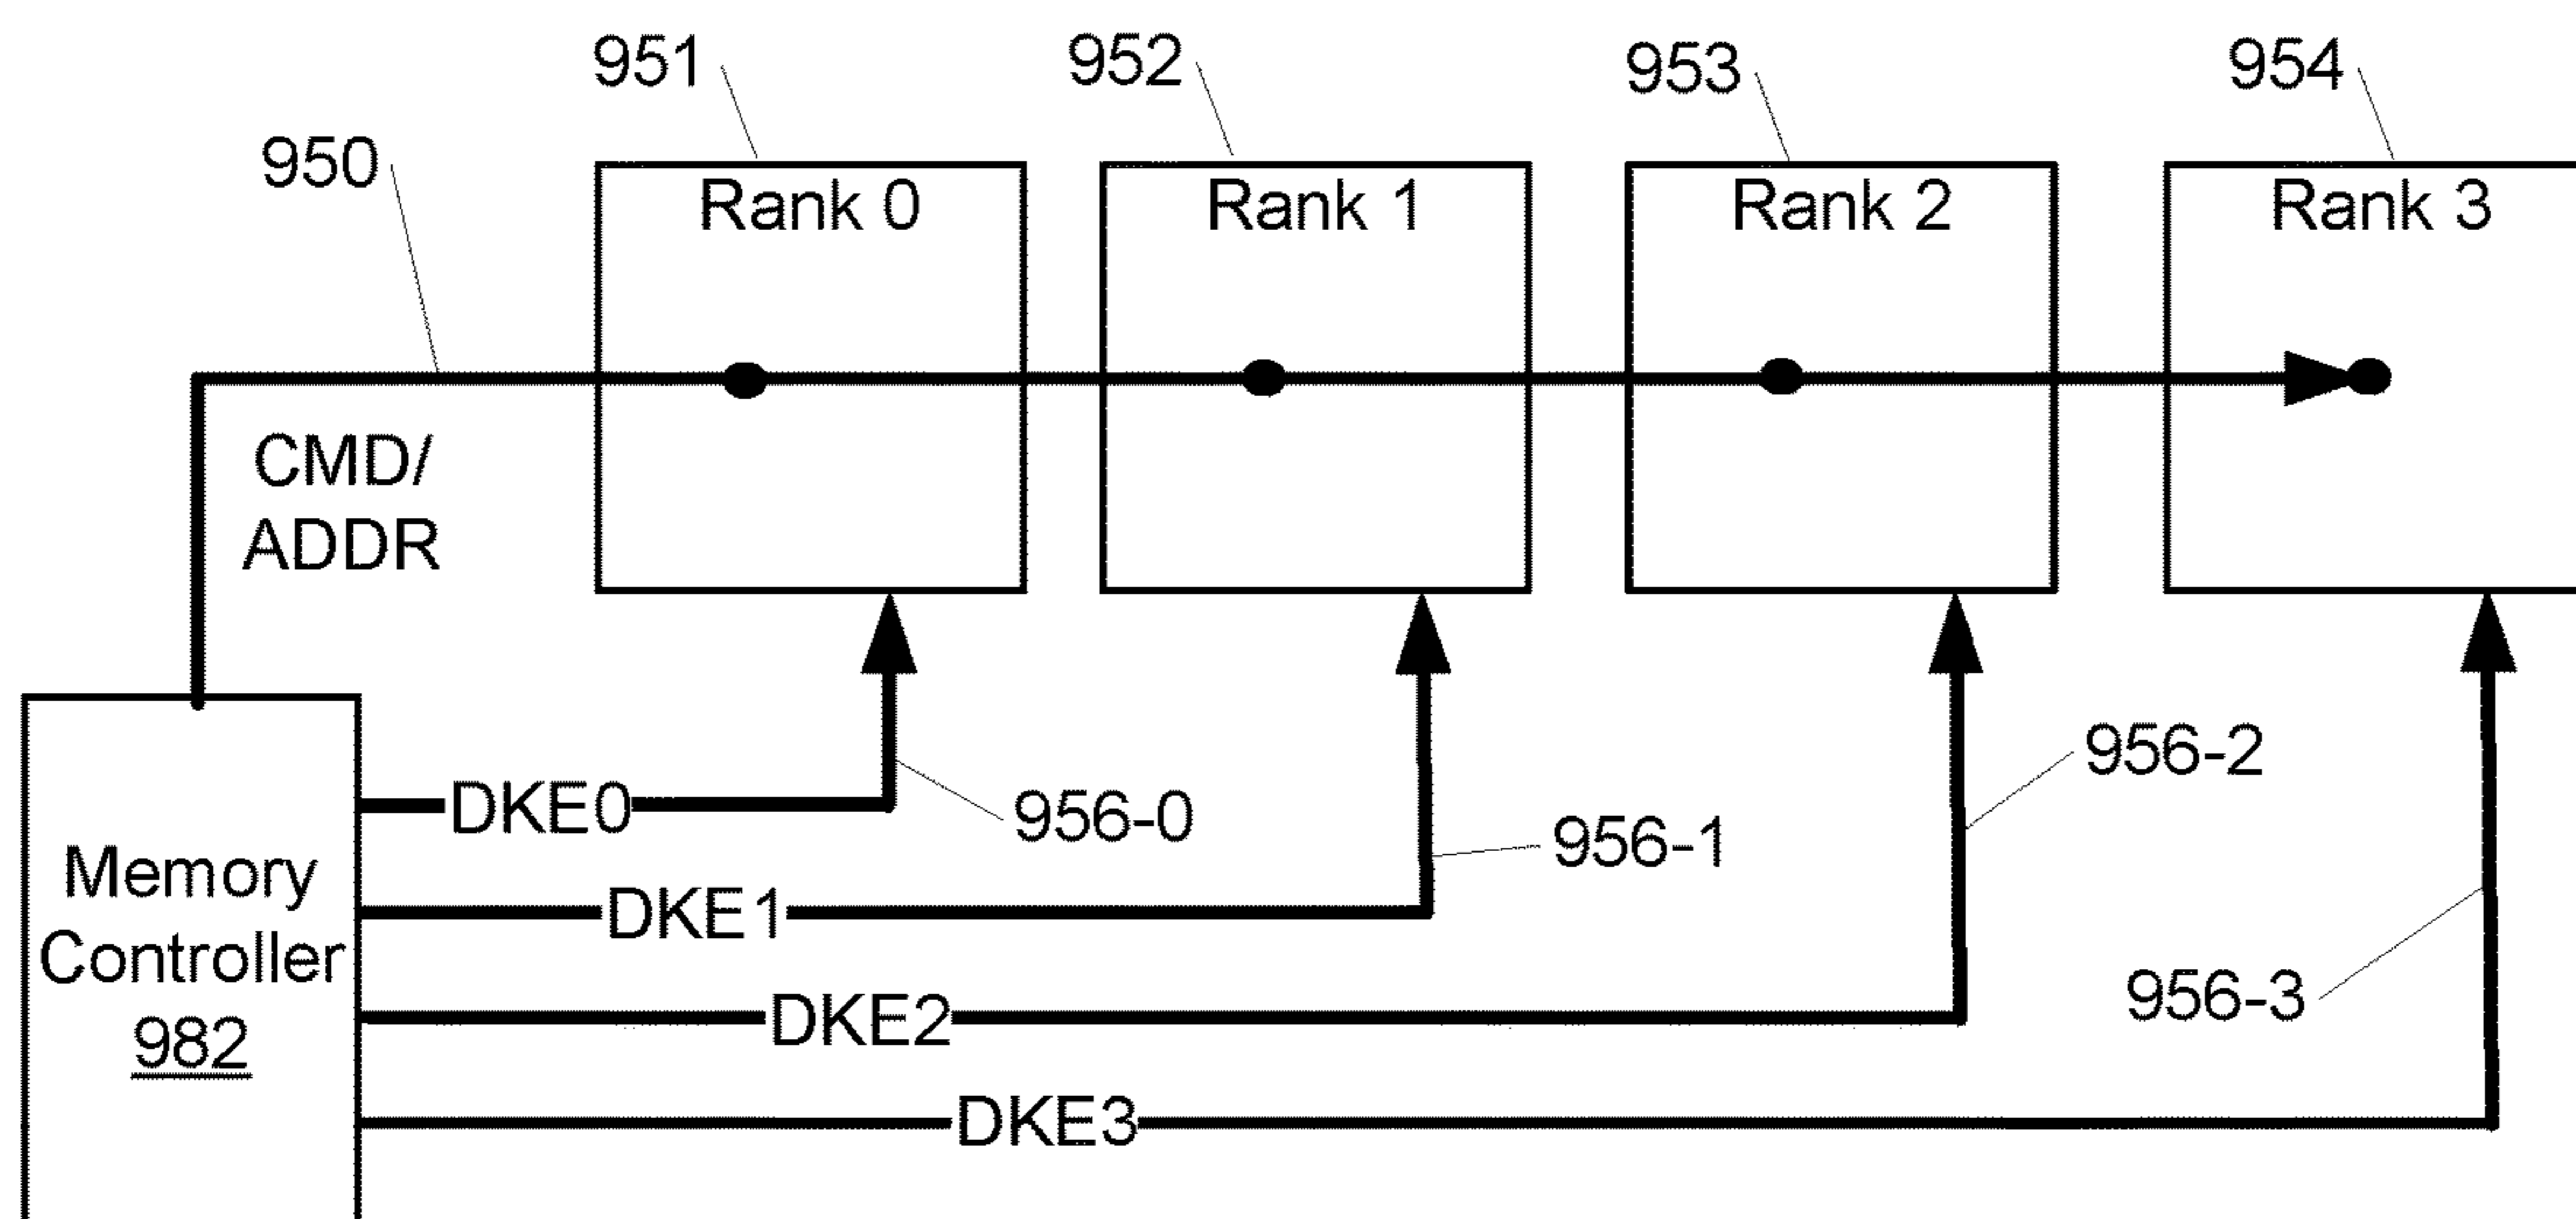 951
952
953
954
950
Rank 0
Rank 1
Rank 2
Rank 3
CMD/
ADDR
956-2
DKE0
956-0
956-1
Memory
Controller
982
DKE1
956-3
DKE2
DKE3